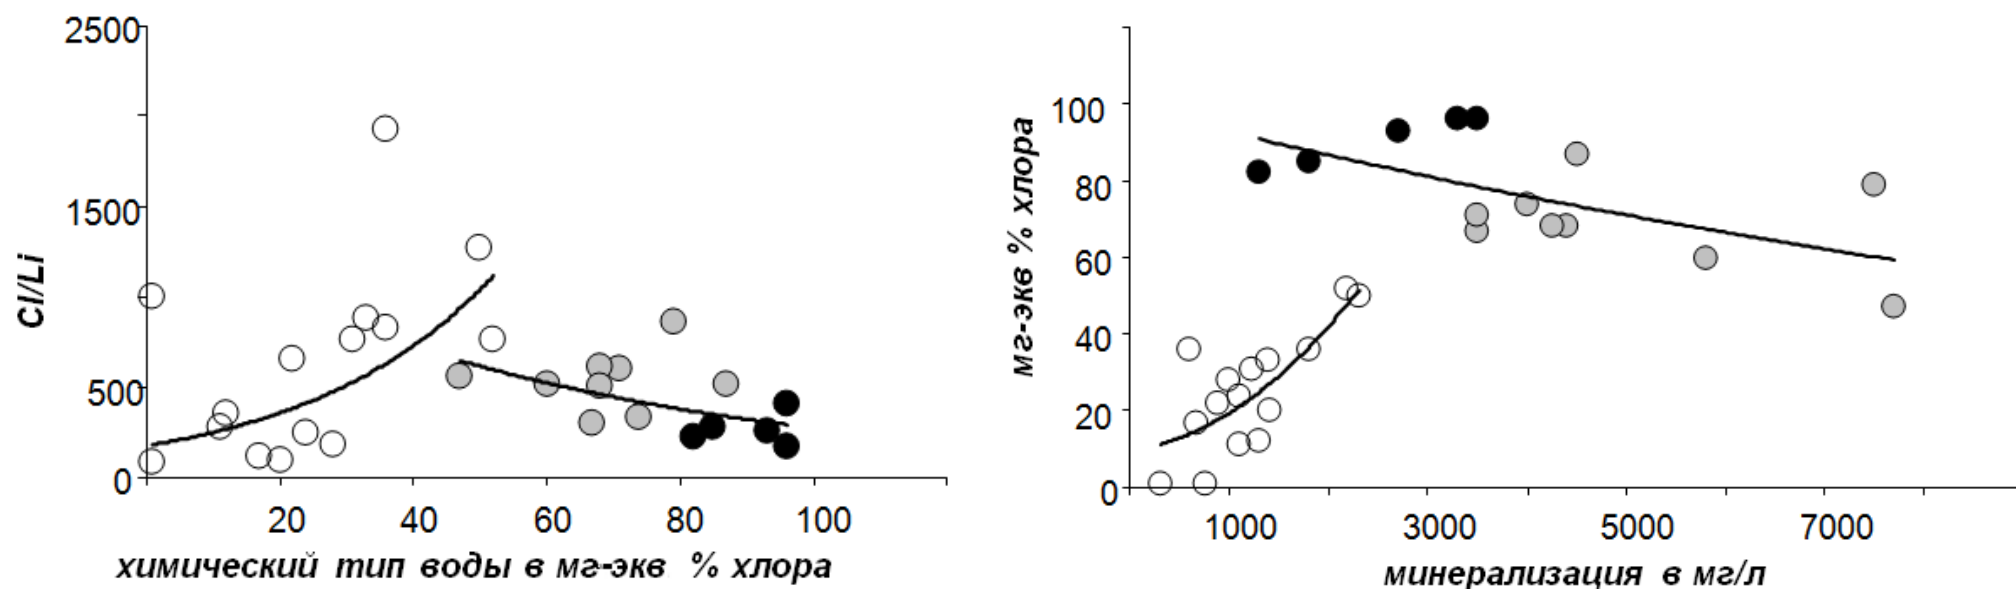 2500
1500
500
0
Cl/Li
20 40 60 80 100
химический тип воды в мг-экв % хлора
100
80
60
40
20
0
мг-экв % хлора
1000 3000 5000 7000
минерализация в мг/л